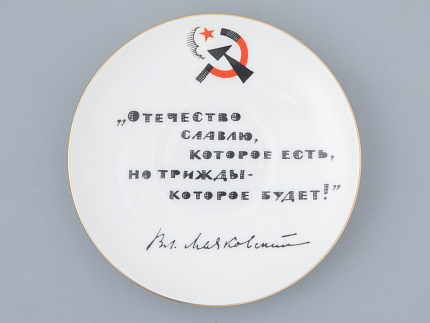 „Отечество
славлю,
которое есть,
но трижды-
которое будет!”
Вл. Маяковский